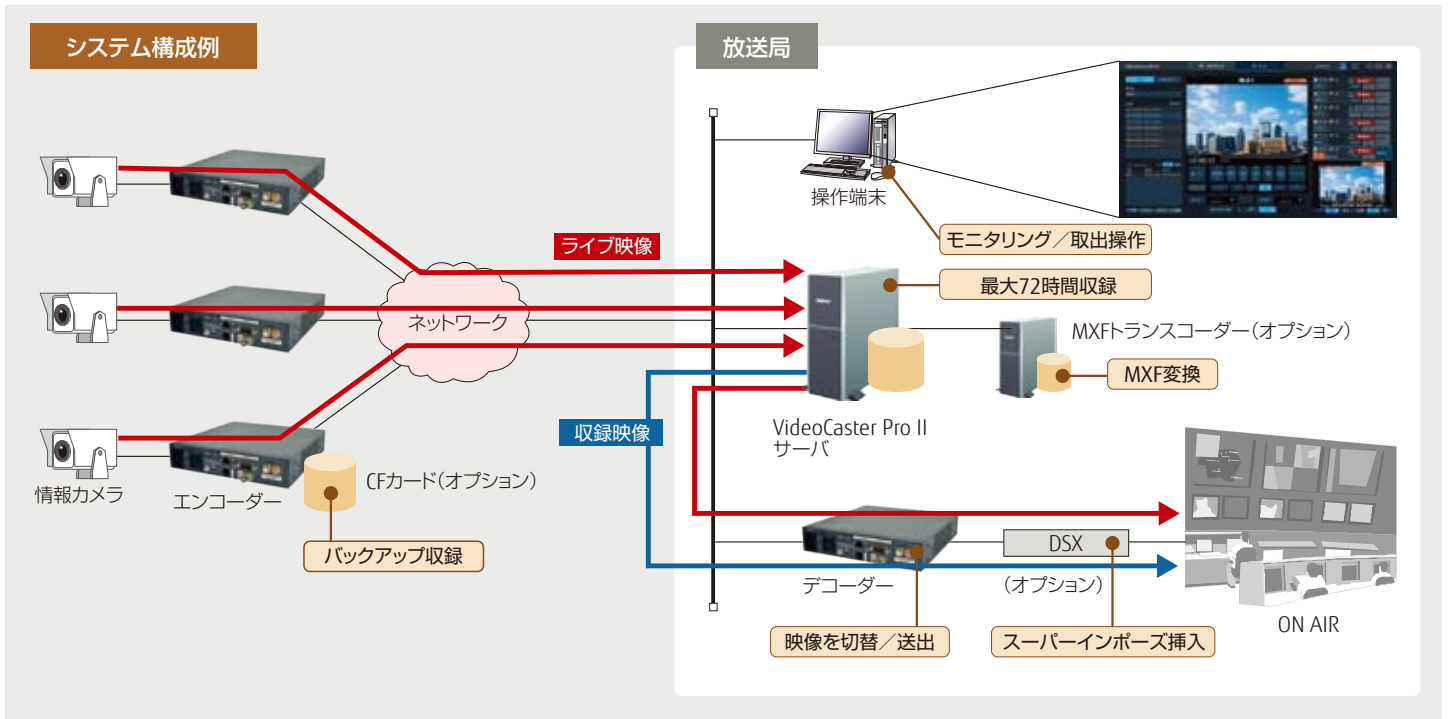 システム構成例
放送局
操作端末
モニタリング／取出操作
ライブ映像
最大72時間収録
ネットワーク
MXFトランスコーダー（オプション）
MXF変換
VideoCaster Pro II
サーバ
収録映像
情報カメラ
エンコーダー
CFカード（オプション）
バックアップ収録
DSX
デコーダー
（オプション）
ON AIR
映像を切替／送出
スーパーインポーズ挿入